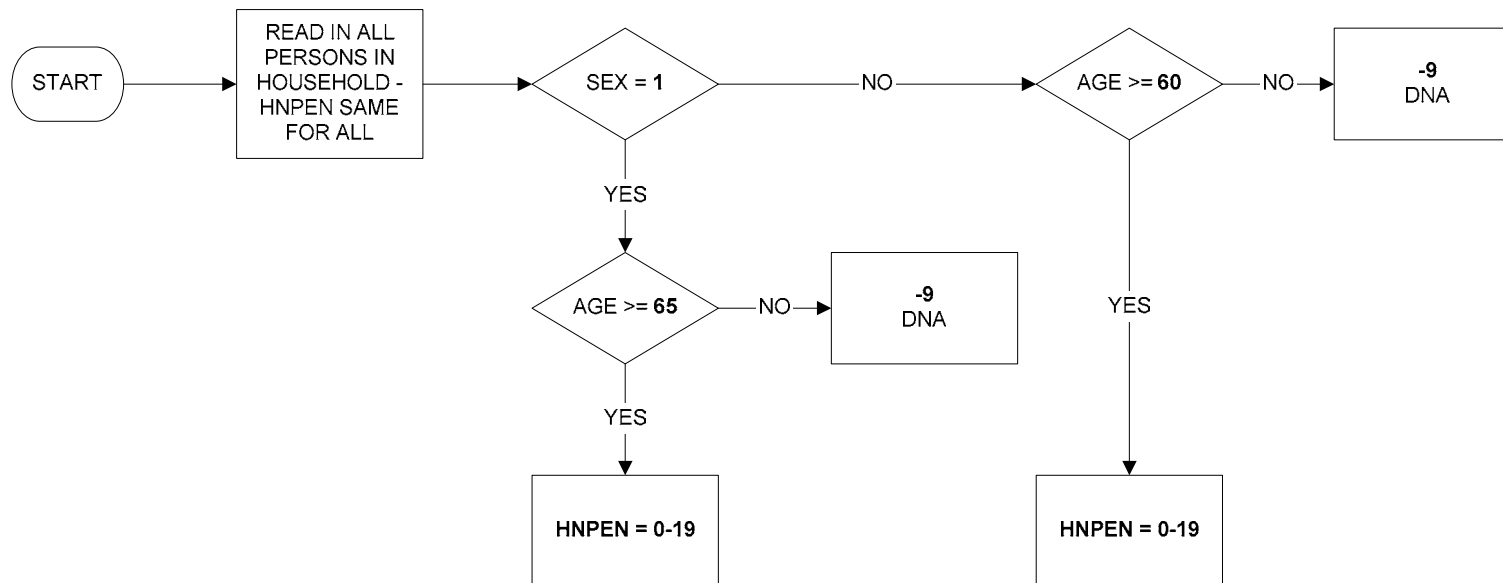 START
READ IN ALL
PERSONS IN
HOUSEHOLD -
HNPEN SAME
FOR ALL
SEX = 1
NO
AGE >= 60
NO
-9
DNA
YES
AGE >= 65
NO
-9
DNA
YES
YES
HNPEN = 0-19
HNPEN = 0-19